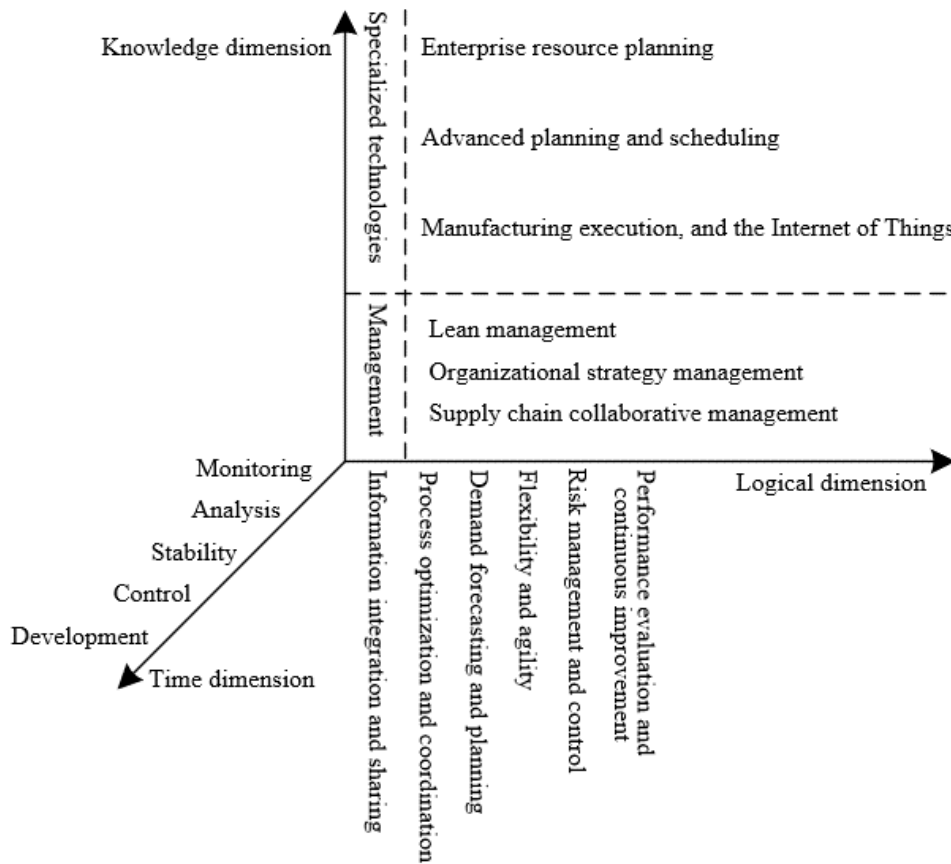 Knowledge dimension
Specialized technologies
Enterprise resource planning
Advanced planning and scheduling
Manufacturing execution, and the Internet of Things
Management
Lean management
Organizational strategy management
Supply chain collaborative management
Monitoring
Analysis
Stability
Control
Development
Time dimension
Logical dimension
Information integration and sharing
Process optimization and coordination
Demand forecasting and planning
Flexibility and agility
Risk management and control
Performance evaluation and
continuous improvement